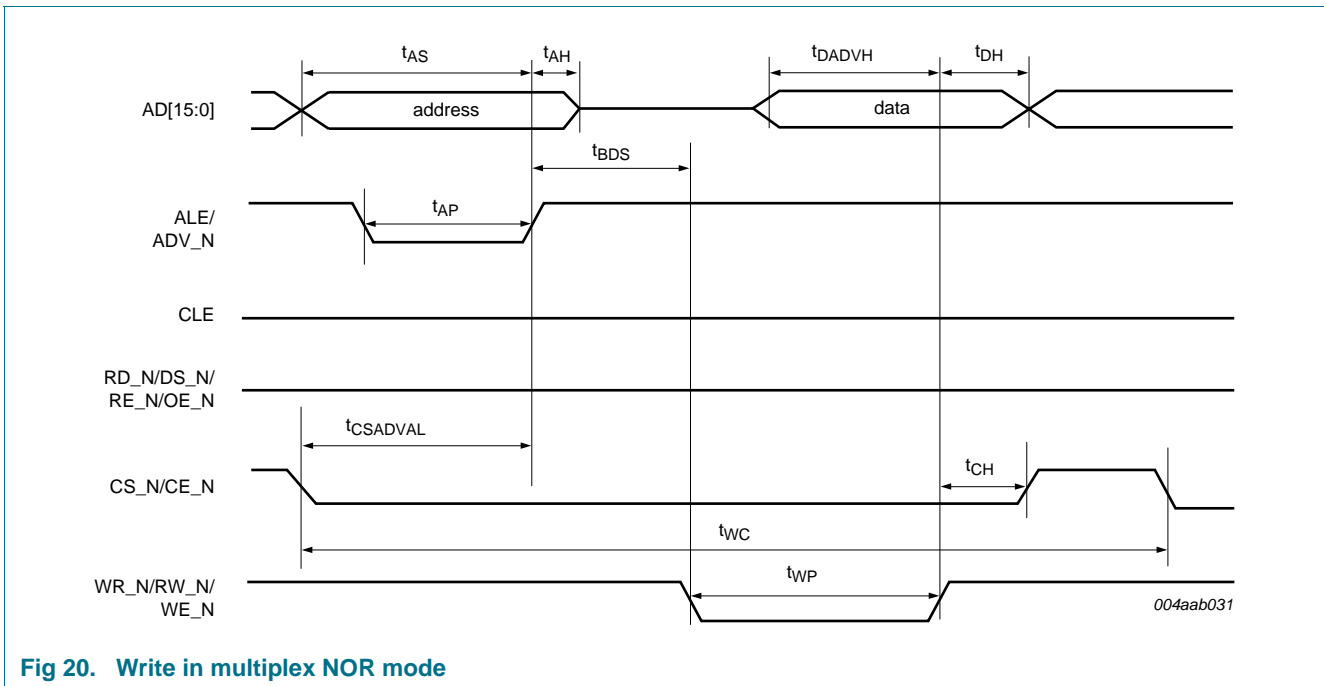 tAS
tAH
tDADVH
tDH
AD[15:0]
address
data
tBDS
ALE/
ADV_N
tAP
CLE
RD_N/DS_N/
RE_N/OE_N
tCSADVAL
CS_N/CE_N
tCH
tWC
WR_N/RW_N/
WE_N
tWP
004aab031
Fig 20. Write in multiplex NOR mode